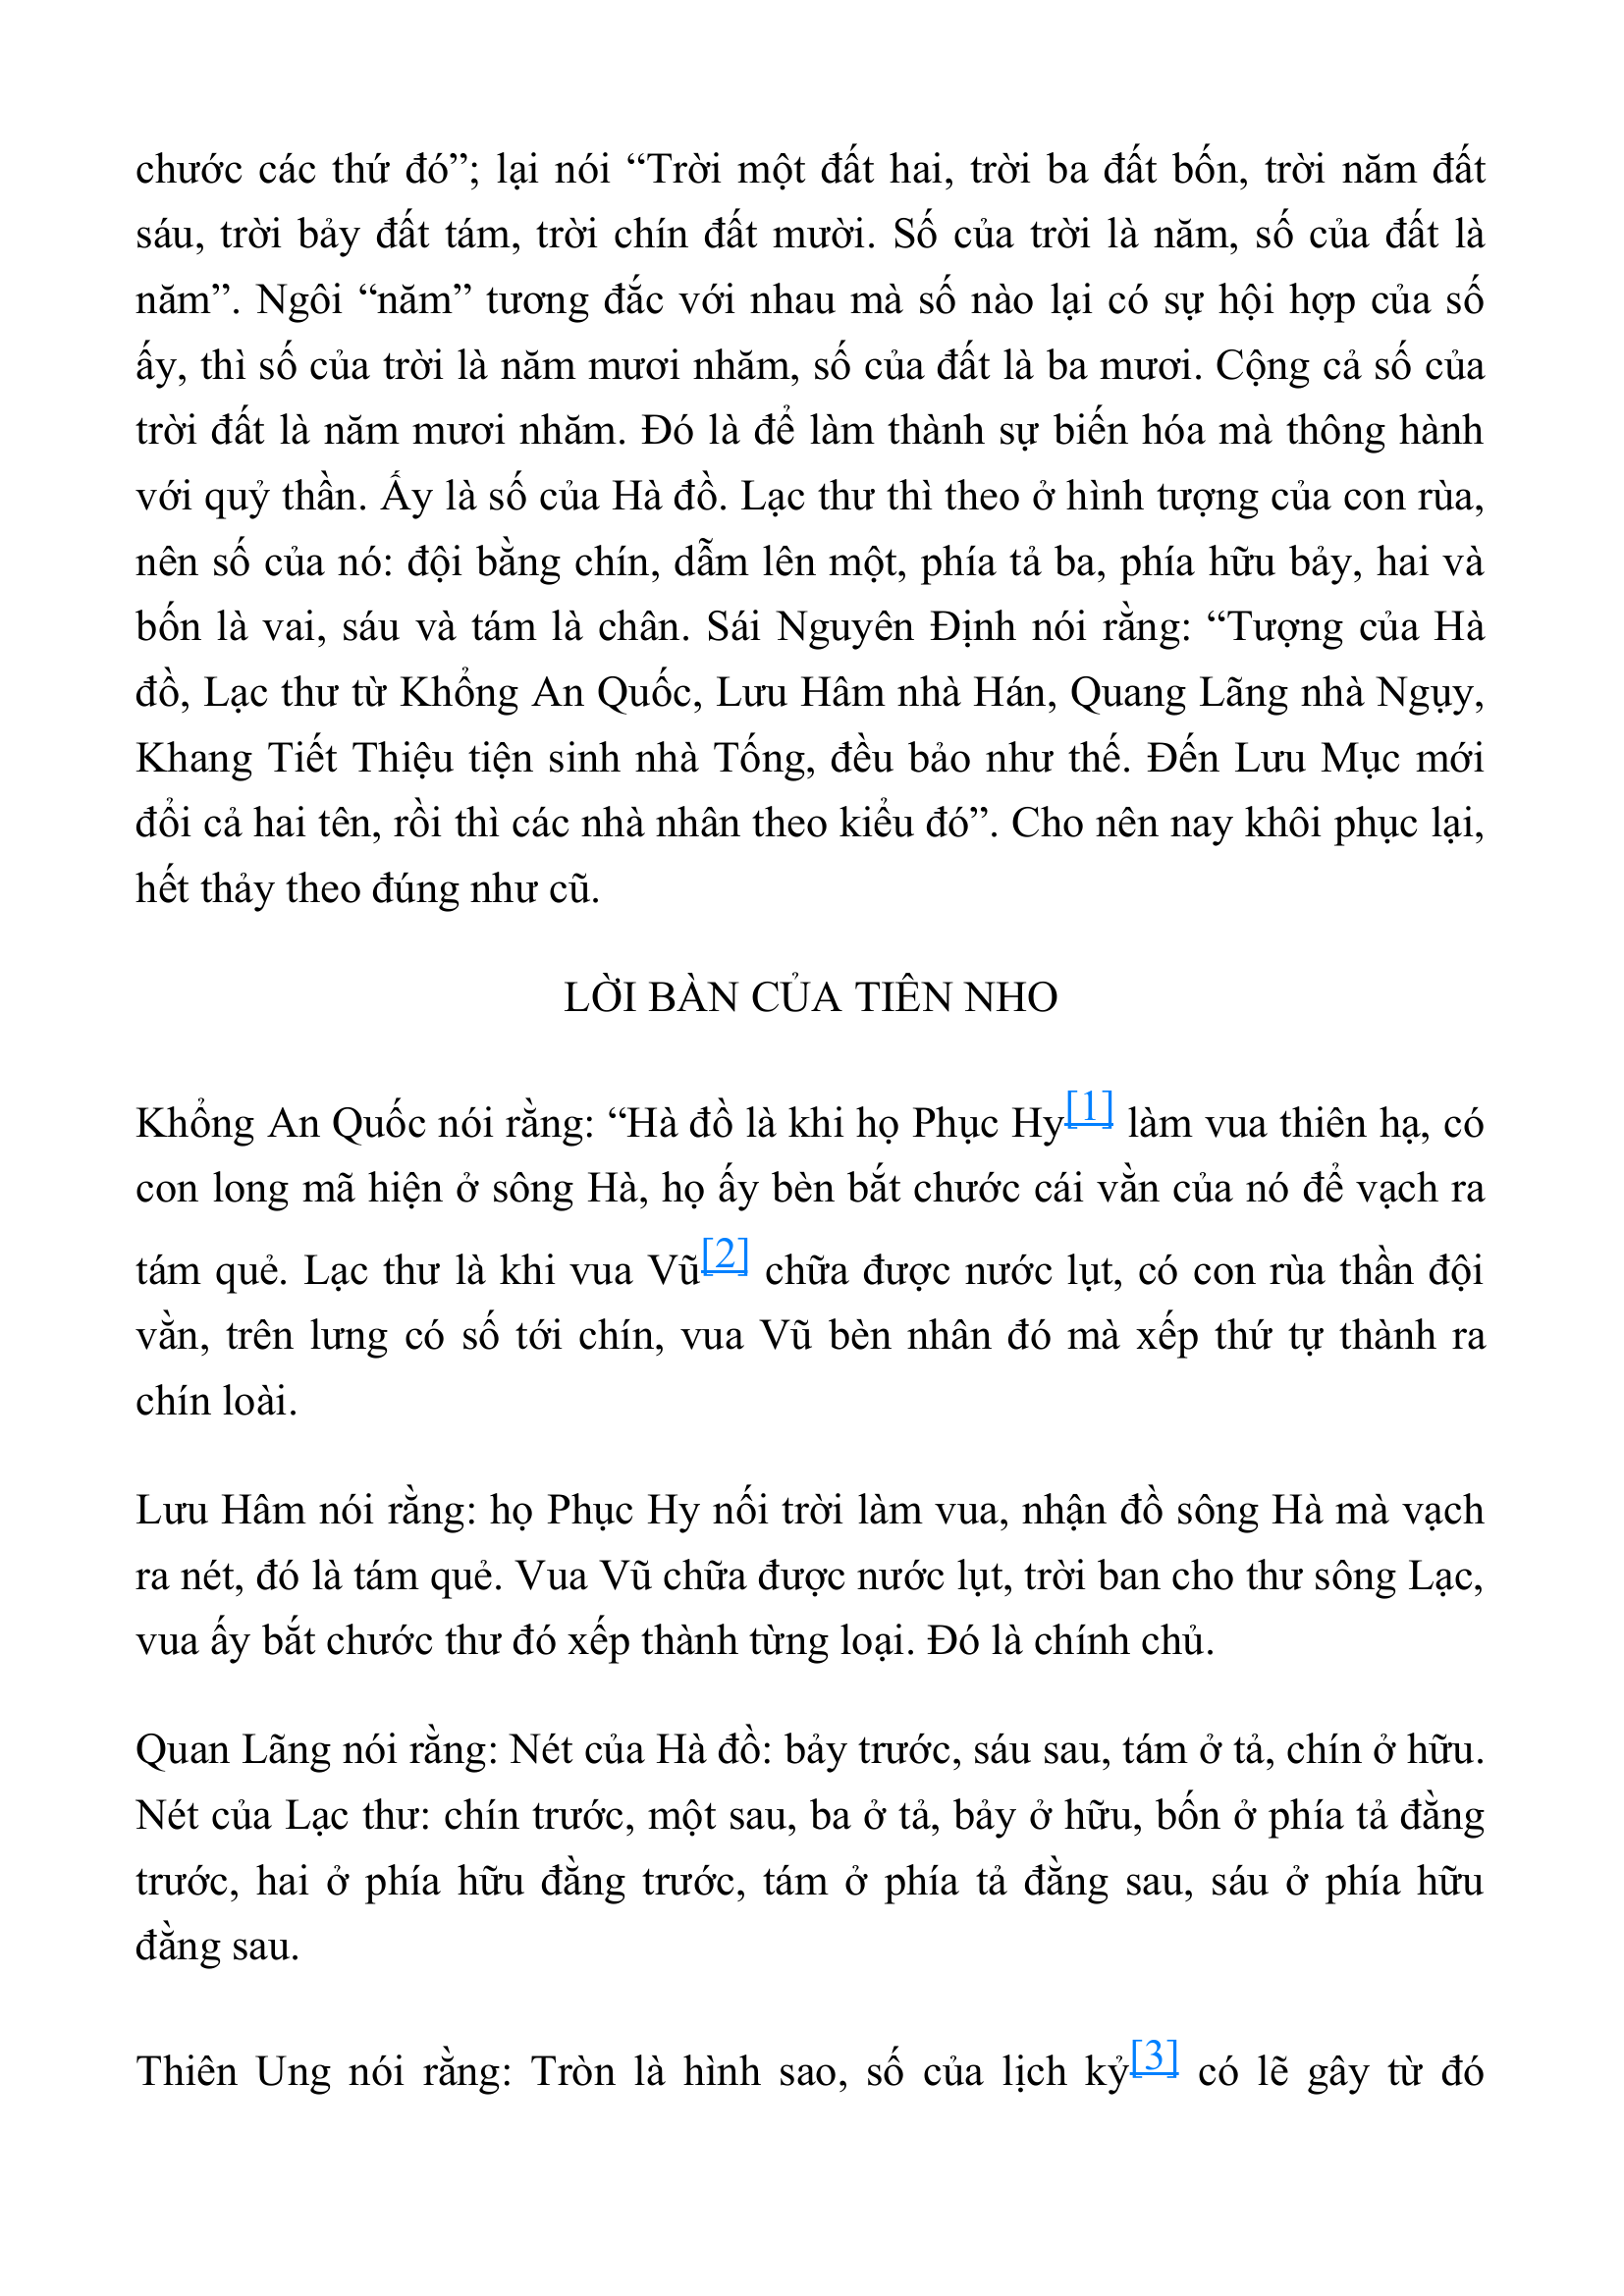 chước các thứ đó”; lại nói “Trời một đất hai, trời ba đất bốn, trời năm đất
sáu, trời bảy đất tám, trời chín đất mười. Số của trời là năm, số của đất là
năm”. Ngôi “năm” tương đắc với nhau mà số nào lại có sự hội hợp của số
ấy, thì số của trời là năm mươi nhăm, số của đất là ba mươi. Cộng cả số của
trời đất là năm mươi nhăm. Đó là để làm thành sự biến hóa mà thông hành
với quỷ thần. Ấy là số của Hà đồ. Lạc thư thì theo ở hình tượng của con rùa,
nên số của nó: đội bằng chín, dẫm lên một, phía tả ba, phía hữu bảy, hai và
bốn là vai, sáu và tám là chân. Sái Nguyên Định nói rằng: “Tượng của Hà
đồ, Lạc thư từ Khổng An Quốc, Lưu Hâm nhà Hán, Quang Lãng nhà Ngụy,
Khang Tiết Thiệu tiện sinh nhà Tống, đều bảo như thế. Đến Lưu Mục mới
đổi cả hai tên, rồi thì các nhà nhân theo kiểu đó”. Cho nên nay khôi phục lại,
hết thảy theo đúng như cũ.
LỜI BÀN CỦA TIÊN NHO
Khổng An Quốc nói rằng: “Hà đồ là khi họ Phục Hy[1] làm vua thiên hạ, có
con long mã hiện ở sông Hà, họ ấy bèn bắt chước cái vằn của nó để vạch ra
tám quẻ. Lạc thư là khi vua Vũ[2] chữa được nước lụt, có con rùa thần đội
vằn, trên lưng có số tới chín, vua Vũ bèn nhân đó mà xếp thứ tự thành ra
chín loài.
Lưu Hâm nói rằng: họ Phục Hy nối trời làm vua, nhận đồ sông Hà mà vạch
ra nét, đó là tám quẻ. Vua Vũ chữa được nước lụt, trời ban cho thư sông Lạc,
vua ấy bắt chước thư đó xếp thành từng loại. Đó là chính chủ.
Quan Lãng nói rằng: Nét của Hà đồ: bảy trước, sáu sau, tám ở tả, chín ở hữu.
Nét của Lạc thư: chín trước, một sau, ba ở tả, bảy ở hữu, bốn ở phía tả đằng
trước, hai ở phía hữu đằng trước, tám ở phía tả đằng sau, sáu ở phía hữu
đằng sau.
Thiên Ung nói rằng: Tròn là hình sao, số của lịch kỷ[3] có lẽ gây từ đó